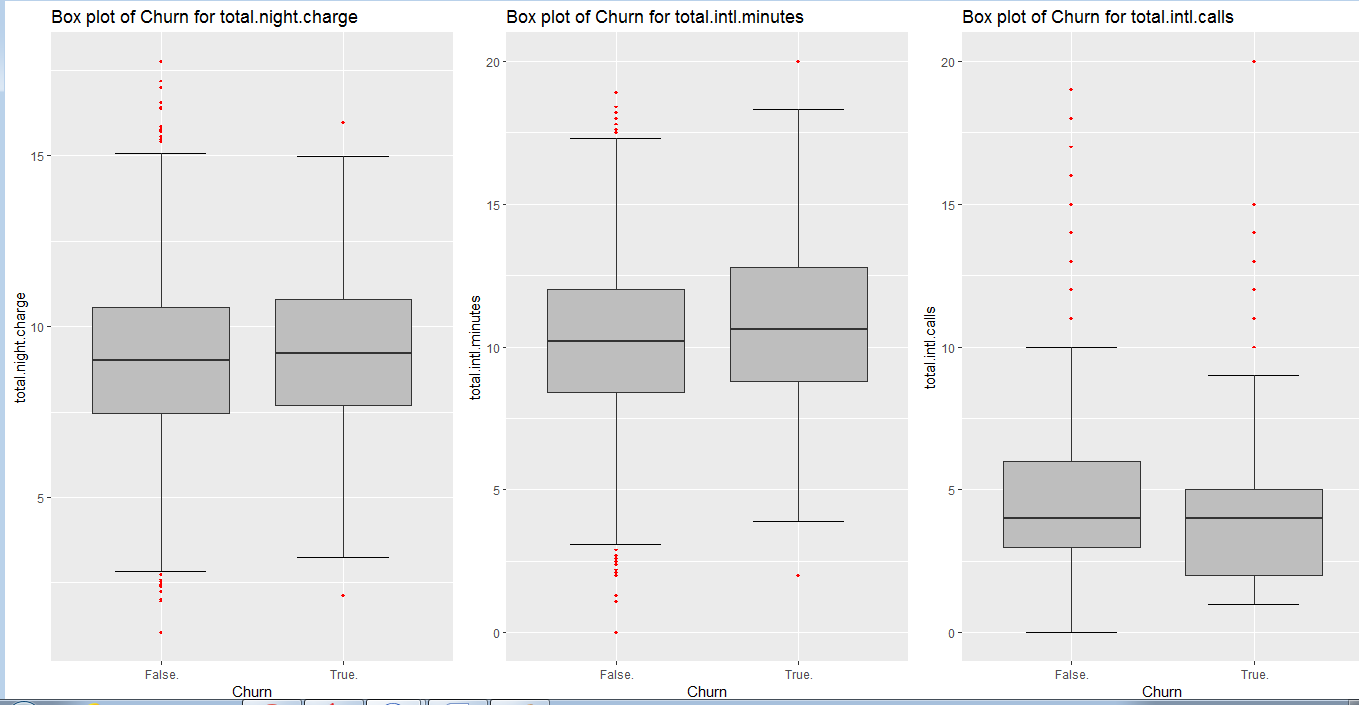 Box plot of Churn for total.night.charge
total.night.charge
15
10
5
False.
True.
Churn
Box plot of Churn for total.intl.minutes
total.intl.minutes
20
15
10
5
0
False.
True.
Churn
Box plot of Churn for total.intl.calls
total.intl.calls
20
15
10
5
0
False.
True.
Churn